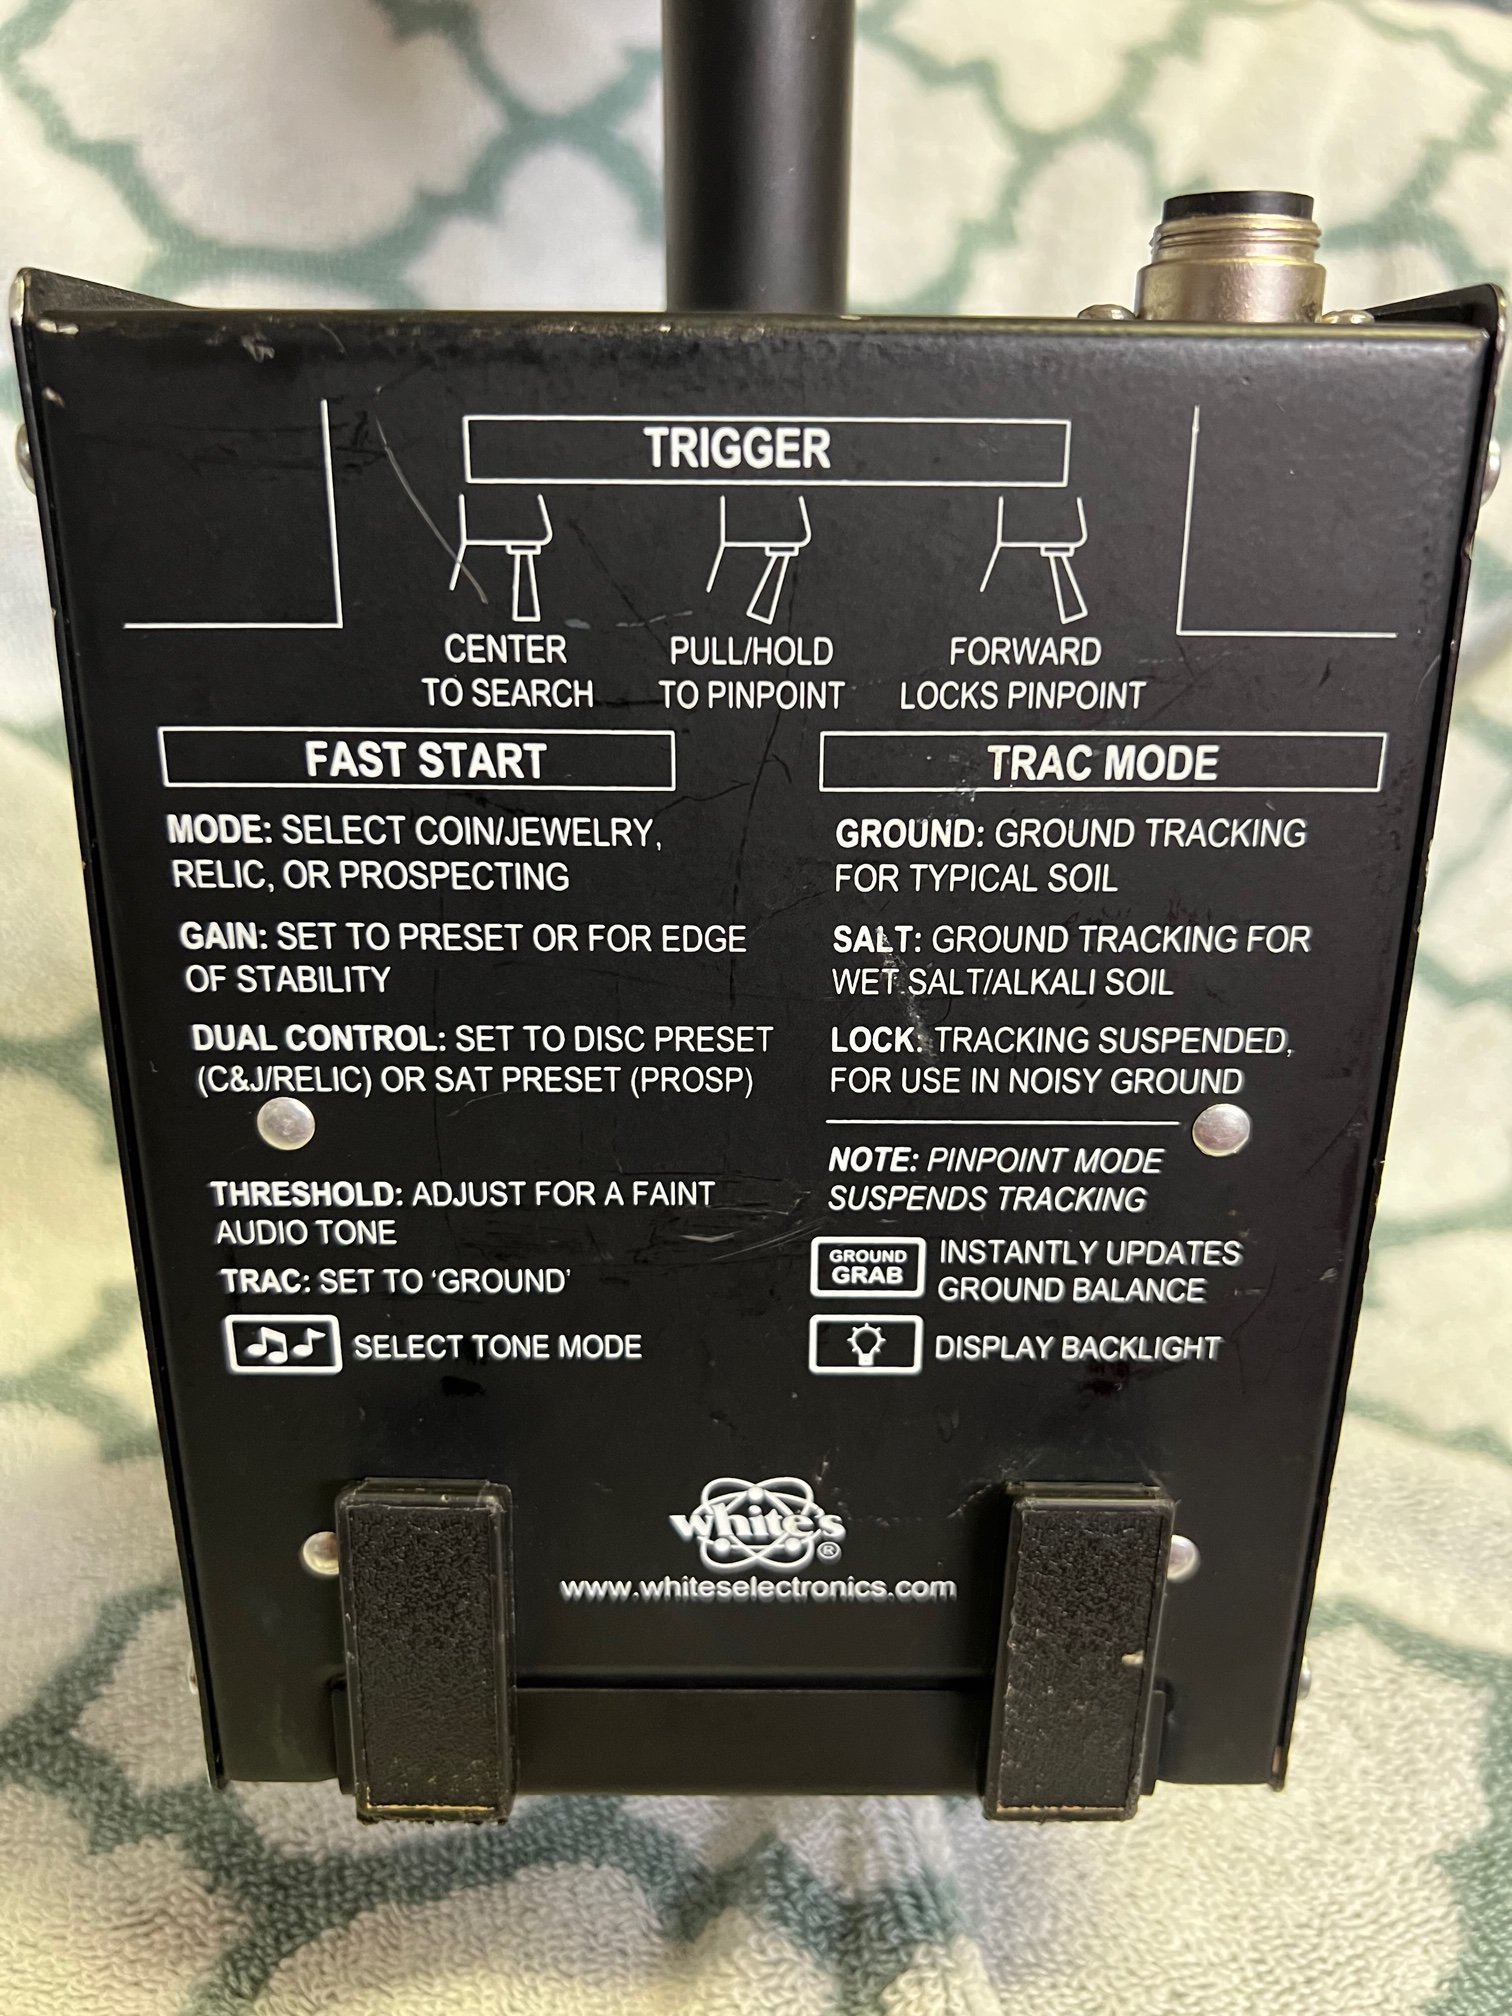 TRIGGER
CENTER
TO SEARCH
PULL/HOLD
TO PINPOINT
FORWARD
LOCKS PINPOINT
FAST START
MODE: SELECT COIN/JEWELRY,
RELIC, OR PROSPECTING
GAIN: SET TO PRESET OR FOR EDGE
OF STABILITY
DUAL CONTROL: SET TO DISC PRESET
(C&J/RELIC) OR SAT PRESET (PROSP)
THRESHOLD: ADJUST FOR A FAINT
AUDIO TONE
TRAC: SET TO ‘GROUND’
SELECT TONE MODE
TRAC MODE
GROUND: GROUND TRACKING
FOR TYPICAL SOIL
SALT: GROUND TRACKING FOR
WET SALT/ALKALI SOIL
LOCK: TRACKING SUSPENDED,
FOR USE IN NOISY GROUND
NOTE: PINPOINT MODE
SUSPENDS TRACKING
GROUND
GRAB
INSTANTLY UPDATES
GROUND BALANCE
DISPLAY BACKLIGHT
white's®
www.whiteselectronics.com